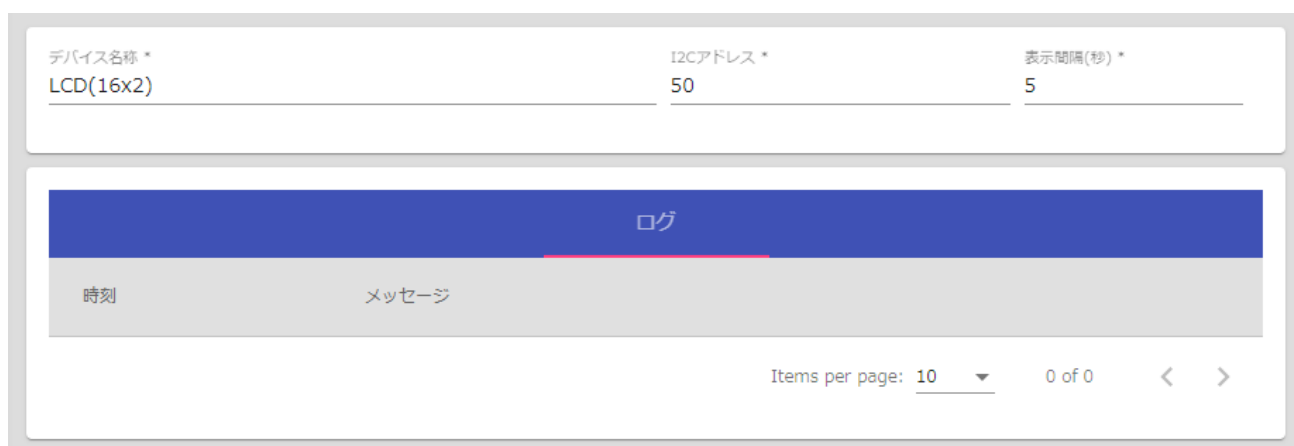 デバイス名称 * I2Cアドレス * 表示間隔(秒) *
LCD(16x2) 50 5
ログ
時刻 メッセージ
Items per page: 10 0 of 0